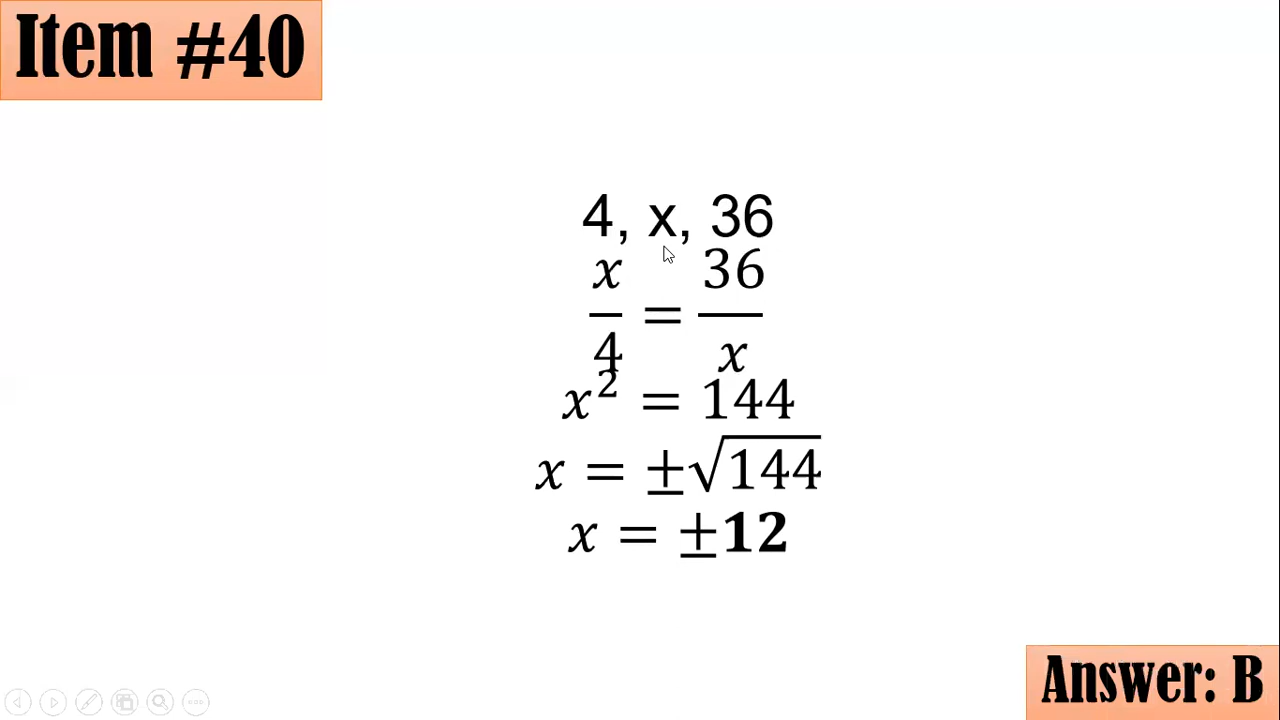 Item #40
4, x, 36
x/4 = 36/x
x² = 144
x = ±√144
x = ±12
Answer: B